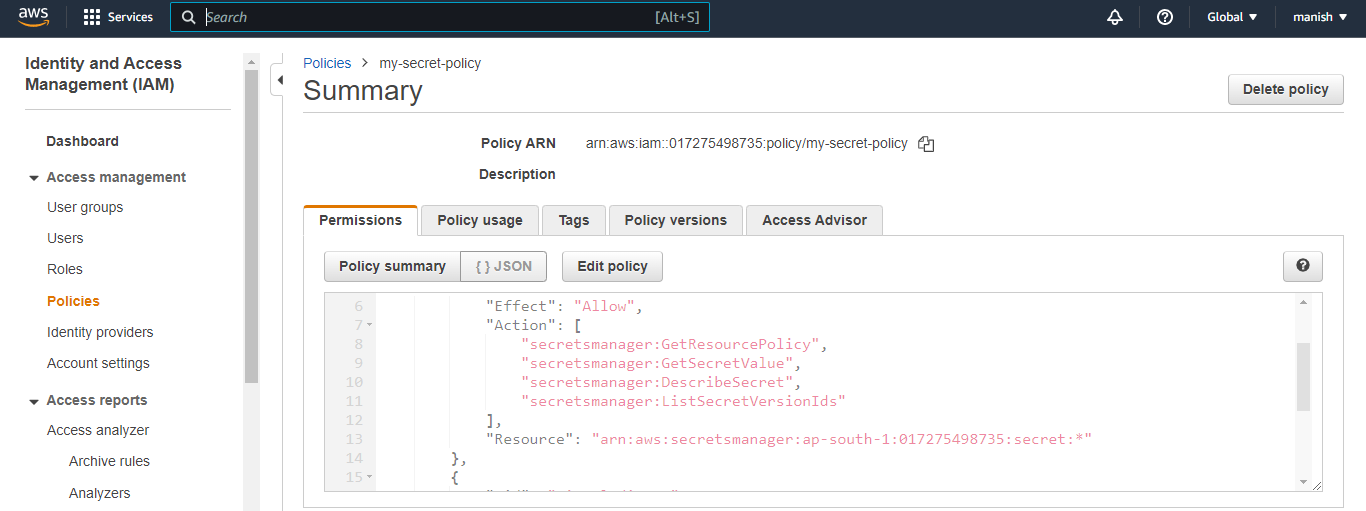 aws
Services
Search
[Alt+S]
Global
manish
Identity and Access
Management (IAM)
Dashboard
Access management
User groups
Users
Roles
Policies
Identity providers
Account settings
Access reports
Access analyzer
Archive rules
Analyzers
Policies > my-secret-policy
Summary
Delete policy
Policy ARN arn:aws:iam::017275498735:policy/my-secret-policy
Description
Permissions Policy usage Tags Policy versions Access Advisor
Policy summary { } JSON Edit policy
6 "Effect": "Allow",
7 "Action": [
8 "secretsmanager:GetResourcePolicy",
9 "secretsmanager:GetSecretValue",
10 "secretsmanager:DescribeSecret",
11 "secretsmanager:ListSecretVersionIds"
12 ],
13 "Resource": "arn:aws:secretsmanager:ap-south-1:017275498735:secret:*"
14 },
15 {